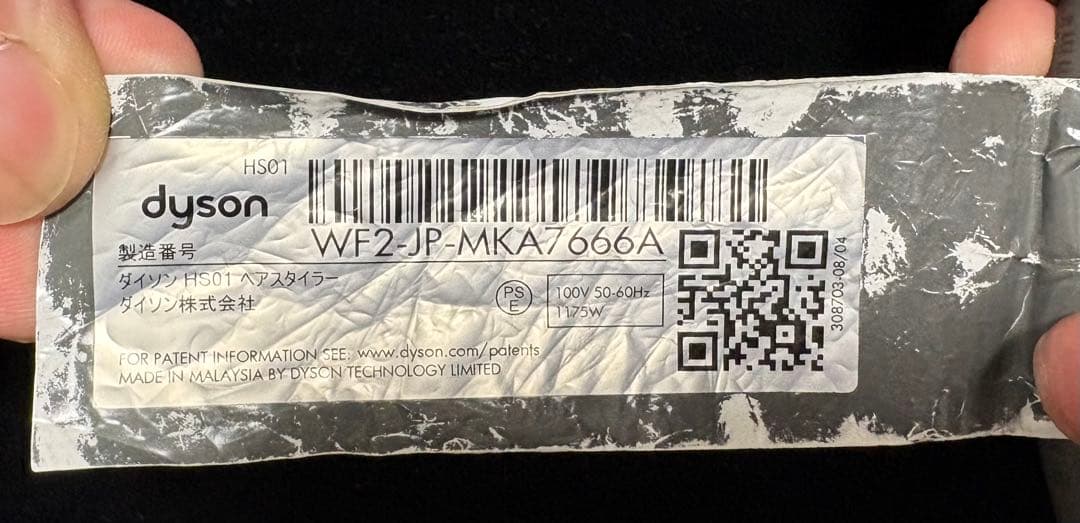 HS01
dyson
製造番号 WF2-JP-MKA7666A
ダイソン HS01 ヘアスタイラー
ダイソン株式会社
PS
E
100V 50-60Hz
1175W
308703-08/04
FOR PATENT INFORMATION SEE: www.dyson.com/patents
MADE IN MALAYSIA BY DYSON TECHNOLOGY LIMITED